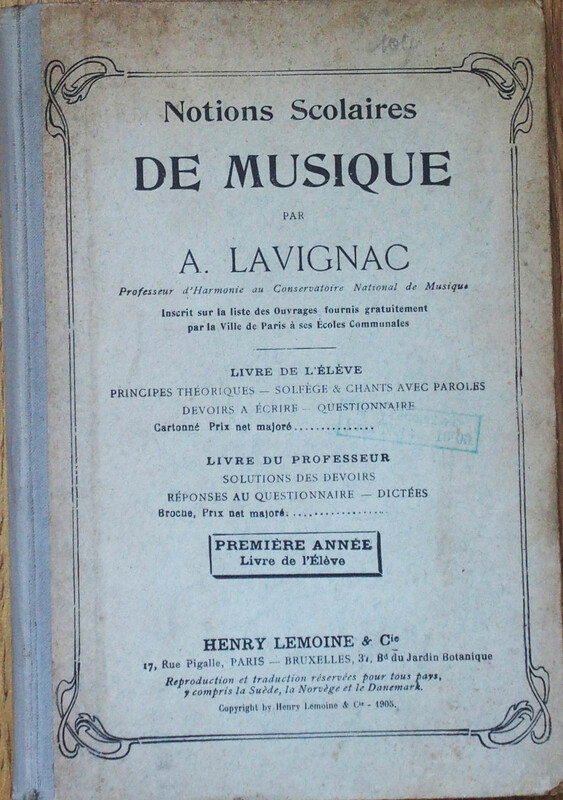 104
Notions Scolaires
DE MUSIQUE
PAR
A. LAVIGNAC
Professeur d'Harmonie au Conservatoire National de Musique
Inscrit sur la liste des Ouvrages fournis gratuitement
par la Ville de Paris à ses Écoles Communales
LIVRE DE L'ÉLÈVE
PRINCIPES THÉORIQUES — SOLFÈGE & CHANTS AVEC PAROLES
DEVOIRS A ÉCRIRE — QUESTIONNAIRE
Cartonné Prix net majoré...............
LIVRE DU PROFESSEUR
SOLUTIONS DES DEVOIRS
RÉPONSES AU QUESTIONNAIRE — DICTÉES
Broché, Prix net majoré...................
PREMIÈRE ANNÉE
Livre de l'Élève
HENRY LEMOINE & Cie
17, Rue Pigalle, PARIS — BRUXELLES, 37, Bd du Jardin Botanique
Reproduction et traduction réservées pour tous pays,
y compris la Suède, la Norvège et le Danemark.
Copyright by Henry Lemoine & Cie - 1905.